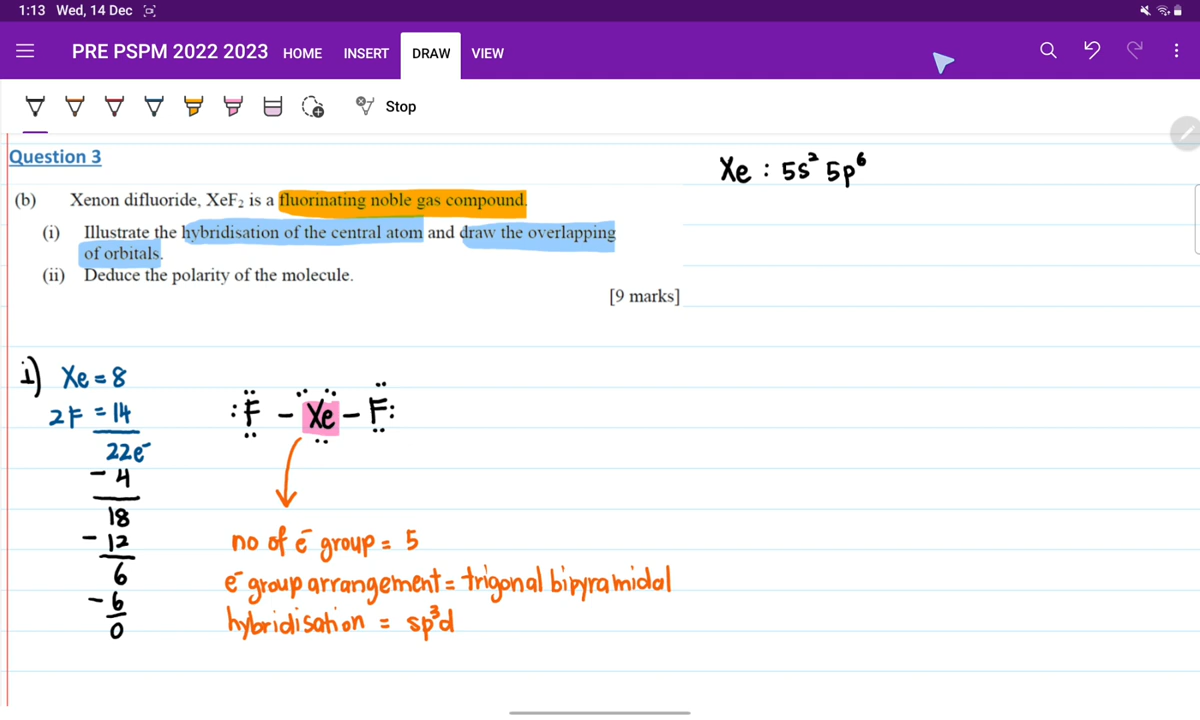 1:13 Wed, 14 Dec
PRE PSPM 2022 2023 HOME INSERT DRAW VIEW
Stop
Question 3
(b) Xenon difluoride, XeF₂ is a fluorinating noble gas compound.
(i) Illustrate the hybridisation of the central atom and draw the overlapping
of orbitals.
(ii) Deduce the polarity of the molecule.
[9 marks]
Xe : 5s² 5p⁶
i) Xe = 8
2F = 14
22e⁻
- 4
18
- 12
6
- 6
0
:F - Xe - F:
no of e⁻ group = 5
e⁻ group arrangement = trigonal bipyramidal
hybridisation = sp³d